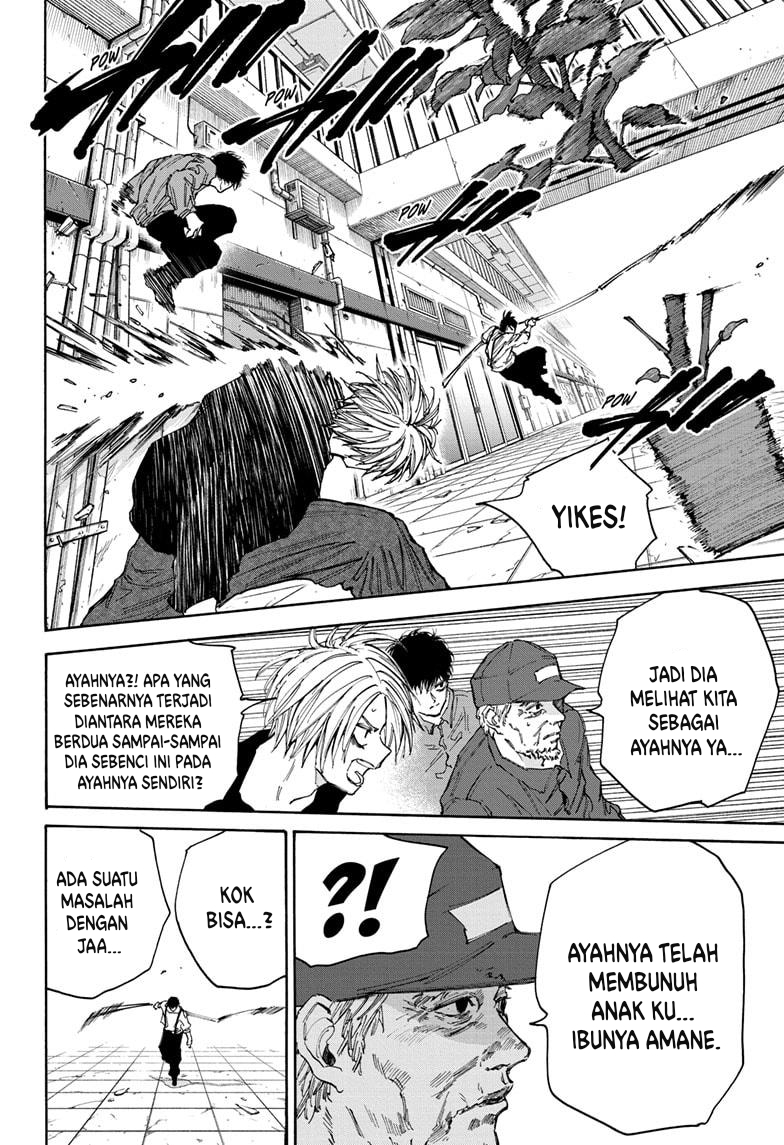 POW
POW
POW
POW
POW
YIKES!
JADI DIA
MELIHAT KITA
SEBAGAI
AYAHNYA YA...
AYAHNYA?! APA YANG
SEBENARNYA TERJADI
DIANTARA MEREKA
BERDUA SAMPAI-SAMPAI
DIA SEBENCI INI PADA
AYAHNYA SENDIRI?
AYAHNYA TELAH
MEMBUNUH
ANAK KU...
IBUNYA AMANE.
?!
KOK
BISA...?
ADA SUATU
MASALAH
DENGAN
JAA...